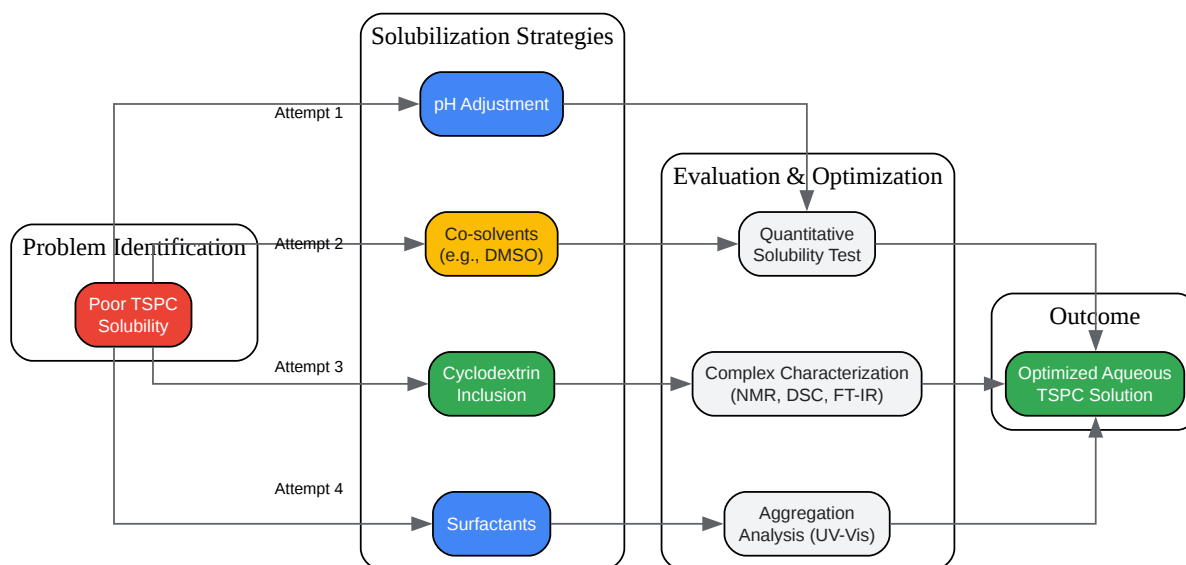 Solubilization Strategies
pH Adjustment
Attempt 1
Evaluation & Optimization
Problem Identification
Attempt 2
Co-solvents
(e.g., DMSO)
Quantitative
Solubility Test
Poor TSPC
Solubility
Outcome
Attempt 3
Cyclodextrin
Inclusion
Complex Characterization
(NMR, DSC, FT-IR)
Optimized Aqueous
TSPC Solution
Attempt 4
Surfactants
Aggregation
Analysis (UV-Vis)